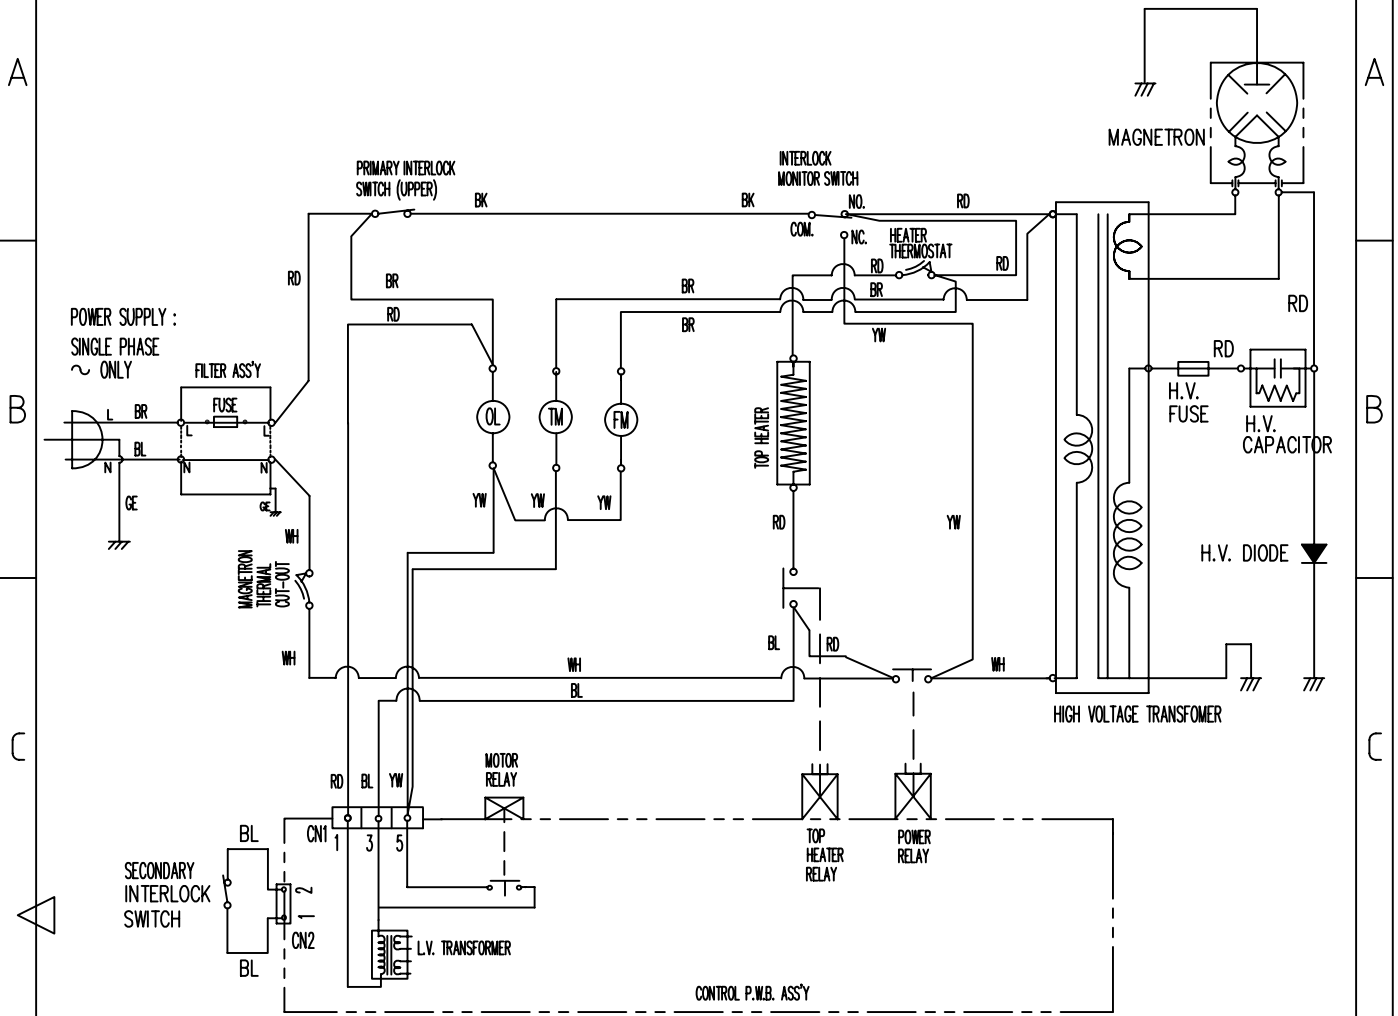 A
A
MAGNETRON
PRIMARY INTERLOCK
SWITCH (UPPER)
INTERLOCK
MONITOR SWITCH
BK
BK
NO.
RD
COM.
NC.
HEATER
THERMOSTAT
RD
BR
RD
RD
BR
BR
RD
BR
YW
RD
POWER SUPPLY :
SINGLE PHASE
~ ONLY
FILTER ASS'Y
FUSE
RD
H.V.
FUSE
H.V.
CAPACITOR
B
B
L
BR
L
L
BL
N
N
N
GE
GE
OL
TM
FM
TOP HEATER
YW
YW
YW
RD
YW
WH
H.V. DIODE
MAGNETRON
THERMAL
CUT-OUT
BL
RD
WH
WH
WH
BL
HIGH VOLTAGE TRANSFOMER
C
C
MOTOR
RELAY
RD
BL
YW
CN1
1
3
5
TOP
HEATER
RELAY
POWER
RELAY
BL
SECONDARY
INTERLOCK
SWITCH
2
1
CN2
BL
L.V. TRANSFORMER
CONTROL P.W.B. ASS'Y